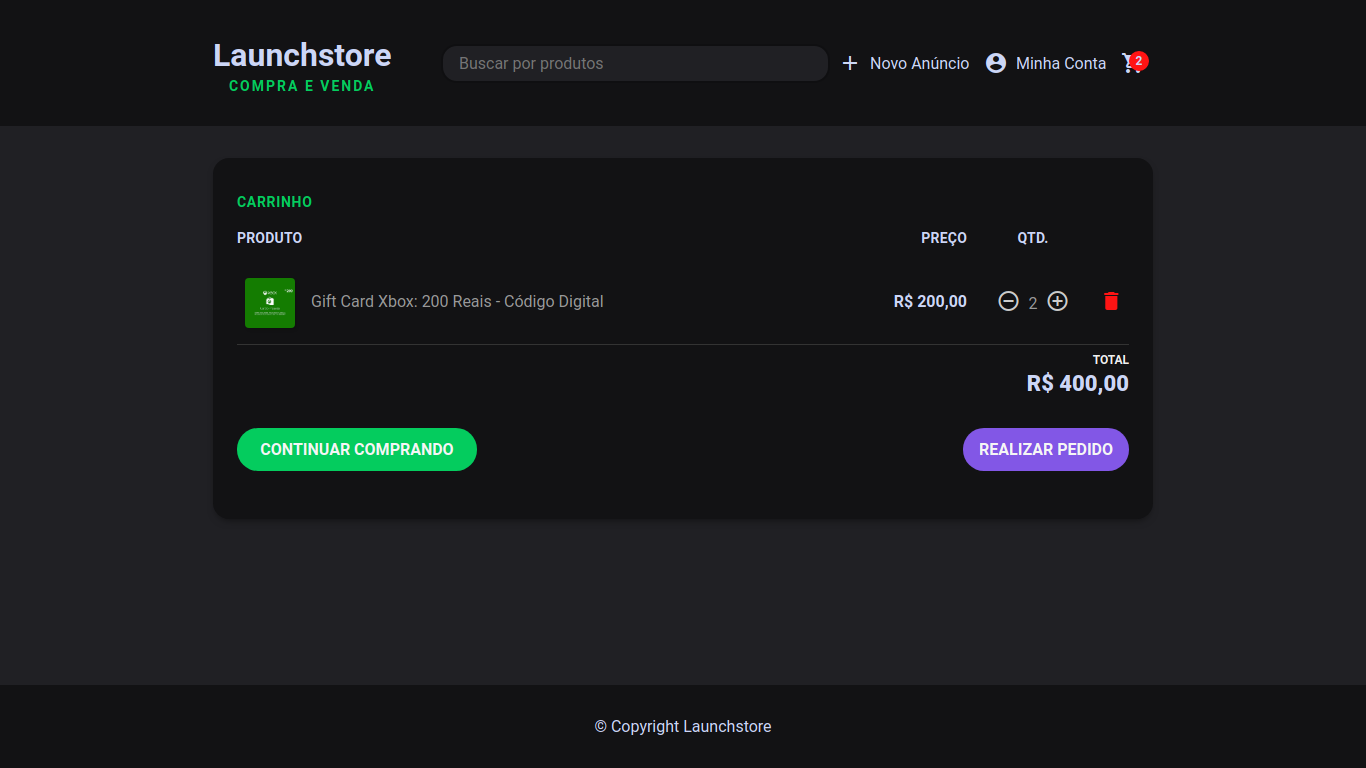 Launchstore
COMPRA E VENDA
Buscar por produtos
Novo Anúncio
Minha Conta
2
CARRINHO
PRODUTO PREÇO QTD.
XBOX
Gift Card Xbox: 200 Reais - Código Digital R$ 200,00 2
TOTAL
R$ 400,00
CONTINUAR COMPRANDO REALIZAR PEDIDO
© Copyright Launchstore